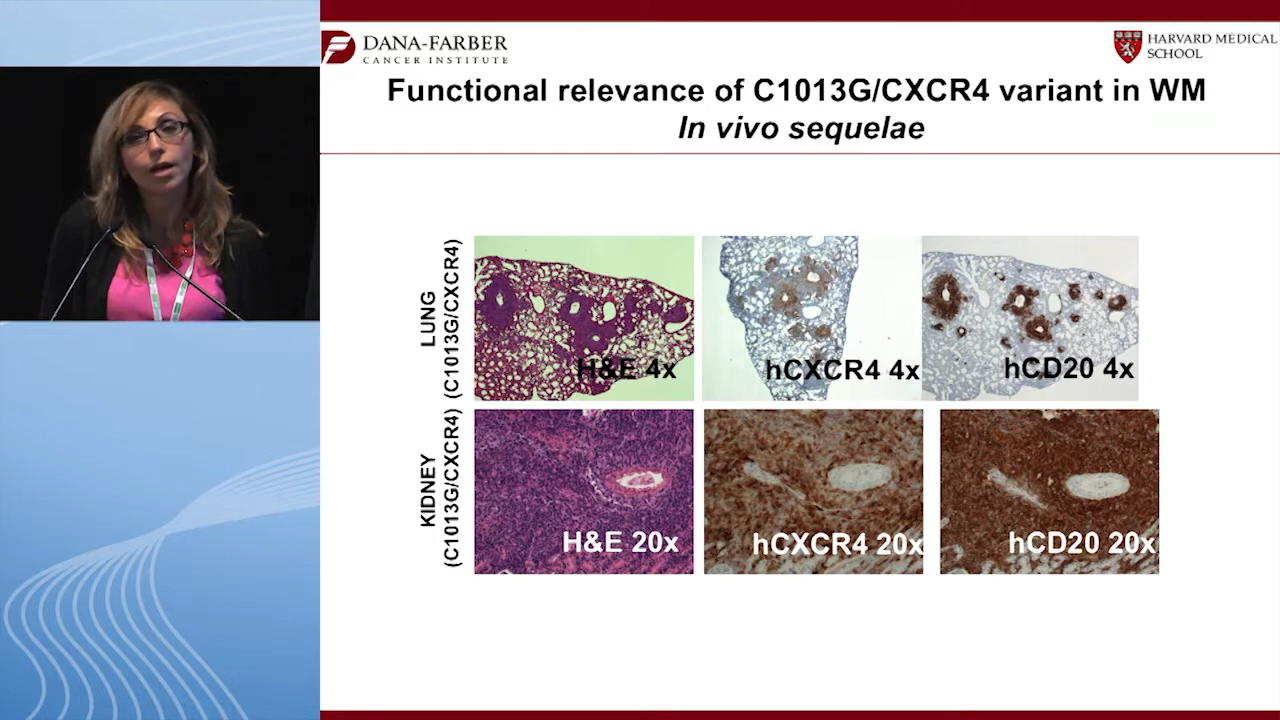 DANA-FARBER
CANCER INSTITUTE
HARVARD MEDICAL
SCHOOL
Functional relevance of C1013G/CXCR4 variant in WM
In vivo sequelae
LUNG
(C1013G/CXCR4)
H&E 4x
hCXCR4 4x
hCD20 4x
KIDNEY
(C1013G/CXCR4)
H&E 20x
hCXCR4 20x
hCD20 20x